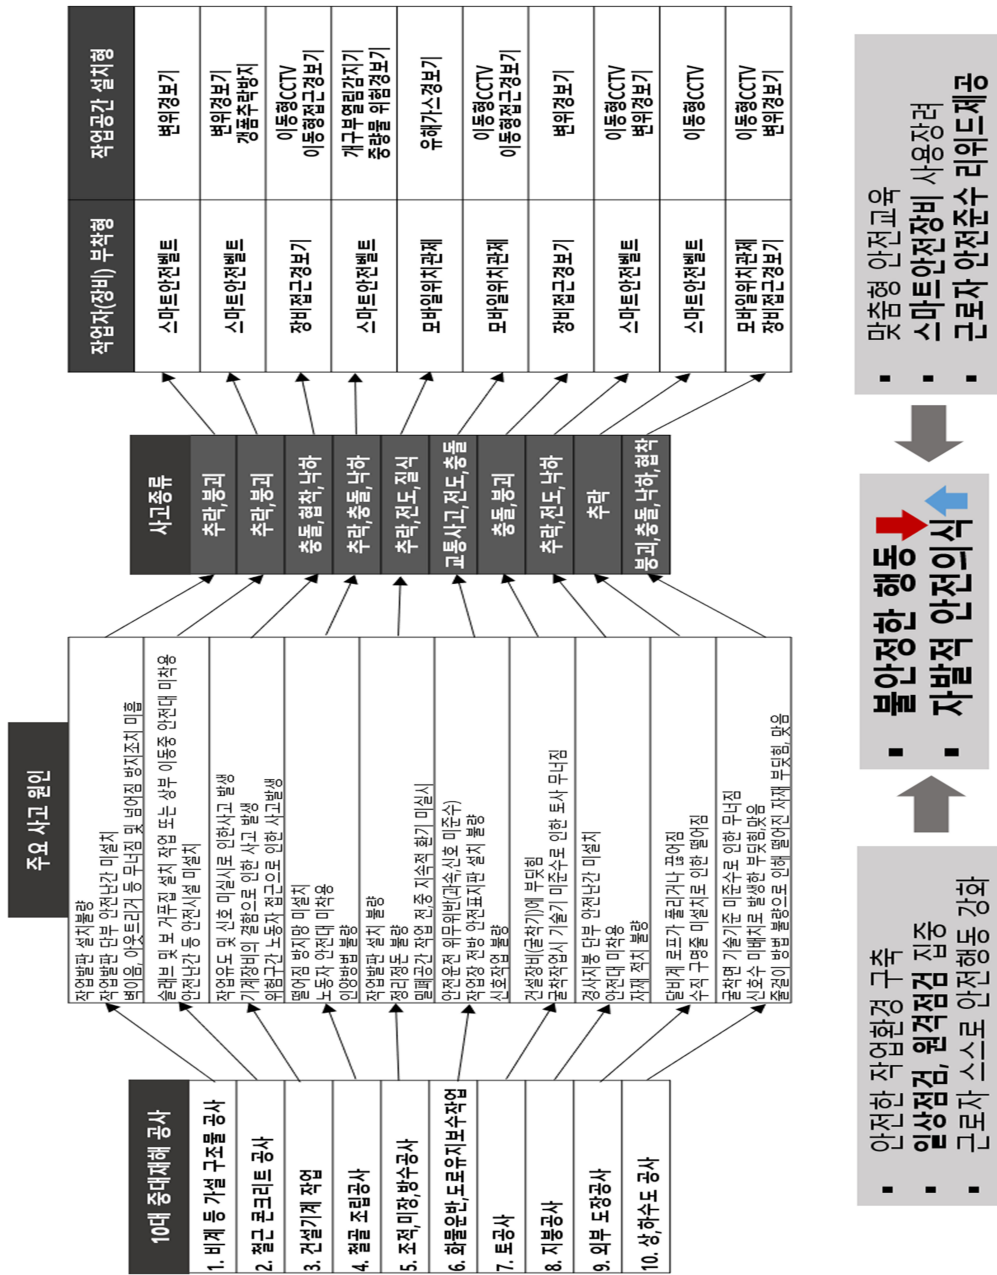 10대 중대재해 공사
1. 비계 등 가설 구조물 공사
2. 철근 콘크리트 공사
3. 건설기계 작업
4. 철골 조립공사
5. 조적,미장,방수공사
6. 화물운반,도로유지보수작업
7. 토공사
8. 지붕공사
9. 외부 도장공사
10. 상,하수도 공사
주요 사고 원인
작업발판 설치불량
작업발판 단부 안전난간 미설치
벽이음, 아웃트리거 등 무너짐 및 넘어짐 방지조치 미흡
슬래브 및 보 거푸집 설치 작업 또는 상부 이동중 안전대 미착용
안전난간 등 안전시설 미설치
작업유도 및 신호 미실시로 인한사고 발생
기계장비의 결함으로 인한 사고 발생
위험구간 노동자 접근으로 인한 사고발생
떨어짐 방지망 미설치
노동자 안전대 미착용
인양방법 불량
작업발판 설치 불량
정리정돈 불량
밀폐공간 작업 전,중 지속적 환기 미실시
안전운전 위무위반(과속,신호 미준수)
작업장 전방 안전표지판 설치 불량
신호작업 불량
건설장비(굴착기)에 부딪힘
굴착작업시 기술기 미준수로 인한 토사 무너짐
경사지붕 단부 안전난간 미설치
안전대 미착용
자재 적치 불량
달비계 로프가 풀리거나 끊어짐
수직 구명줄 미설치로 인한 떨어짐
굴착면 기술기준 미준수로 인한 무너짐
신호수 미배치로 발생한 부딪힘,맞음
줄걸이 방법 불량으로 인해 떨어진 자재 부딪힘, 맞음
사고종류
추락,붕괴
추락,붕괴
충돌,협착,낙하
추락,충돌,낙하
추락,전도,질식
교통사고,전도,충돌
충돌,붕괴
추락,전도,낙하
추락
붕괴,충돌,낙하,협착
작업자(장비) 부착형
작업공간 설치형
스마트안전벨트
변위경보기
스마트안전벨트
변위경보기
갱폼추락방지
장비접근경보기
이동형CCTV
이동형접근경보기
스마트안전벨트
개구부열림감지기
중량물 위험경보기
모바일위치관제
유해가스경보기
모바일위치관제
이동형CCTV
이동형접근경보기
장비접근경보기
변위경보기
스마트안전벨트
이동형CCTV
변위경보기
스마트안전벨트
이동형CCTV
모바일위치관제
장비접근경보기
이동형CCTV
변위경보기
▪ 안전한 작업환경 구축
▪ 일상점검, 원격점검 집중
▪ 근로자 스스로 안전행동 강화
▪ 불안정한 행동
▪ 자발적 안전의식
▪ 맞춤형 안전교육
▪ 스마트안전장비 사용장려
▪ 근로자 안전준수 리워드제공